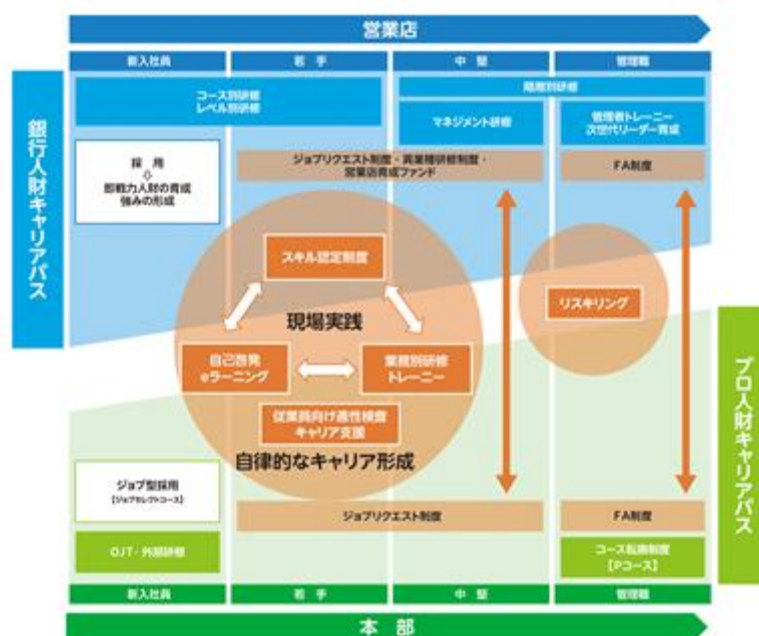 営業店
新入社員
若 手
中 堅
管理職
銀行人財キャリアパス
コース別研修
レベル別研修
階層別研修
マネジメント研修
管理者トレーニー
次世代リーダー育成
採 用
⇩
即戦力人財の育成
強みの形成
ジョブリクエスト制度・異業種研修制度・
営業店育成ファンド
FA制度
スキル認定制度
現場実践
リスキリング
自己啓発
eラーニング
業務別研修
トレーニー
従業員向け適性検査
キャリア支援
自律的なキャリア形成
プロ人財キャリアパス
ジョブ型採用
【ジョブセレクトコース】
ジョブリクエスト制度
FA制度
OJT・外部研修
コース転換制度
【Pコース】
新入社員
若 手
中 堅
管理職
本 部